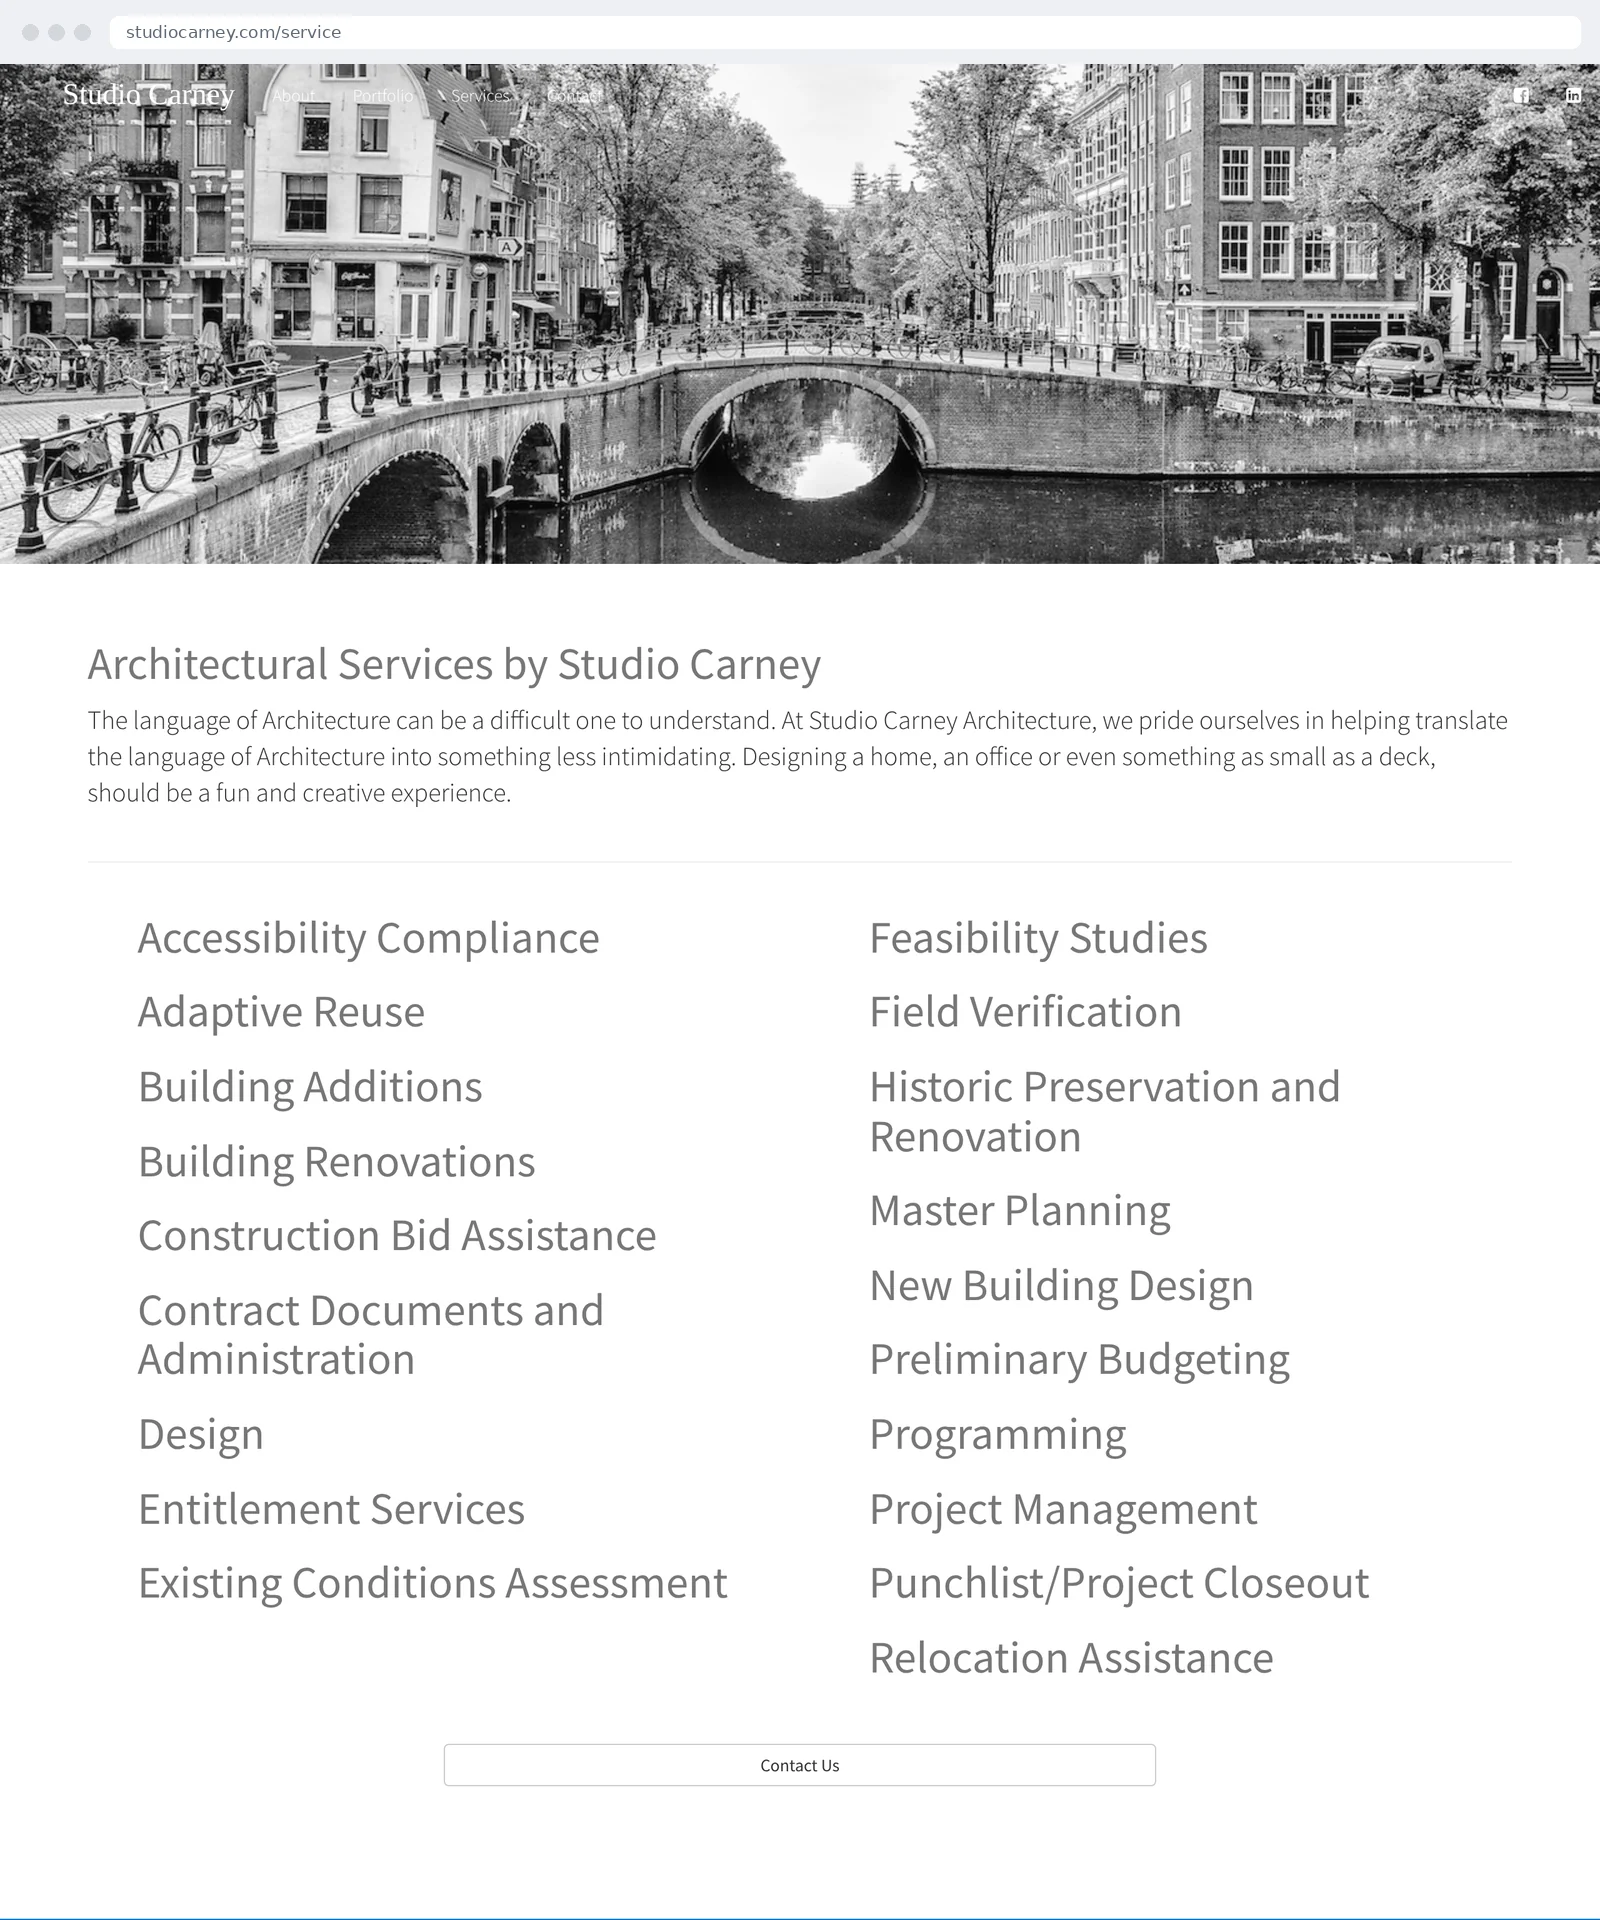 studiocarney.com/service
Studio Carney About Portfolio Services Contact
A
Architectural Services by Studio Carney
The language of Architecture can be a difficult one to understand. At Studio Carney Architecture, we pride ourselves in helping translate
the language of Architecture into something less intimidating. Designing a home, an office or even something as small as a deck,
should be a fun and creative experience.
Accessibility Compliance
Adaptive Reuse
Building Additions
Building Renovations
Construction Bid Assistance
Contract Documents and
Administration
Design
Entitlement Services
Existing Conditions Assessment
Feasibility Studies
Field Verification
Historic Preservation and
Renovation
Master Planning
New Building Design
Preliminary Budgeting
Programming
Project Management
Punchlist/Project Closeout
Relocation Assistance
Contact Us